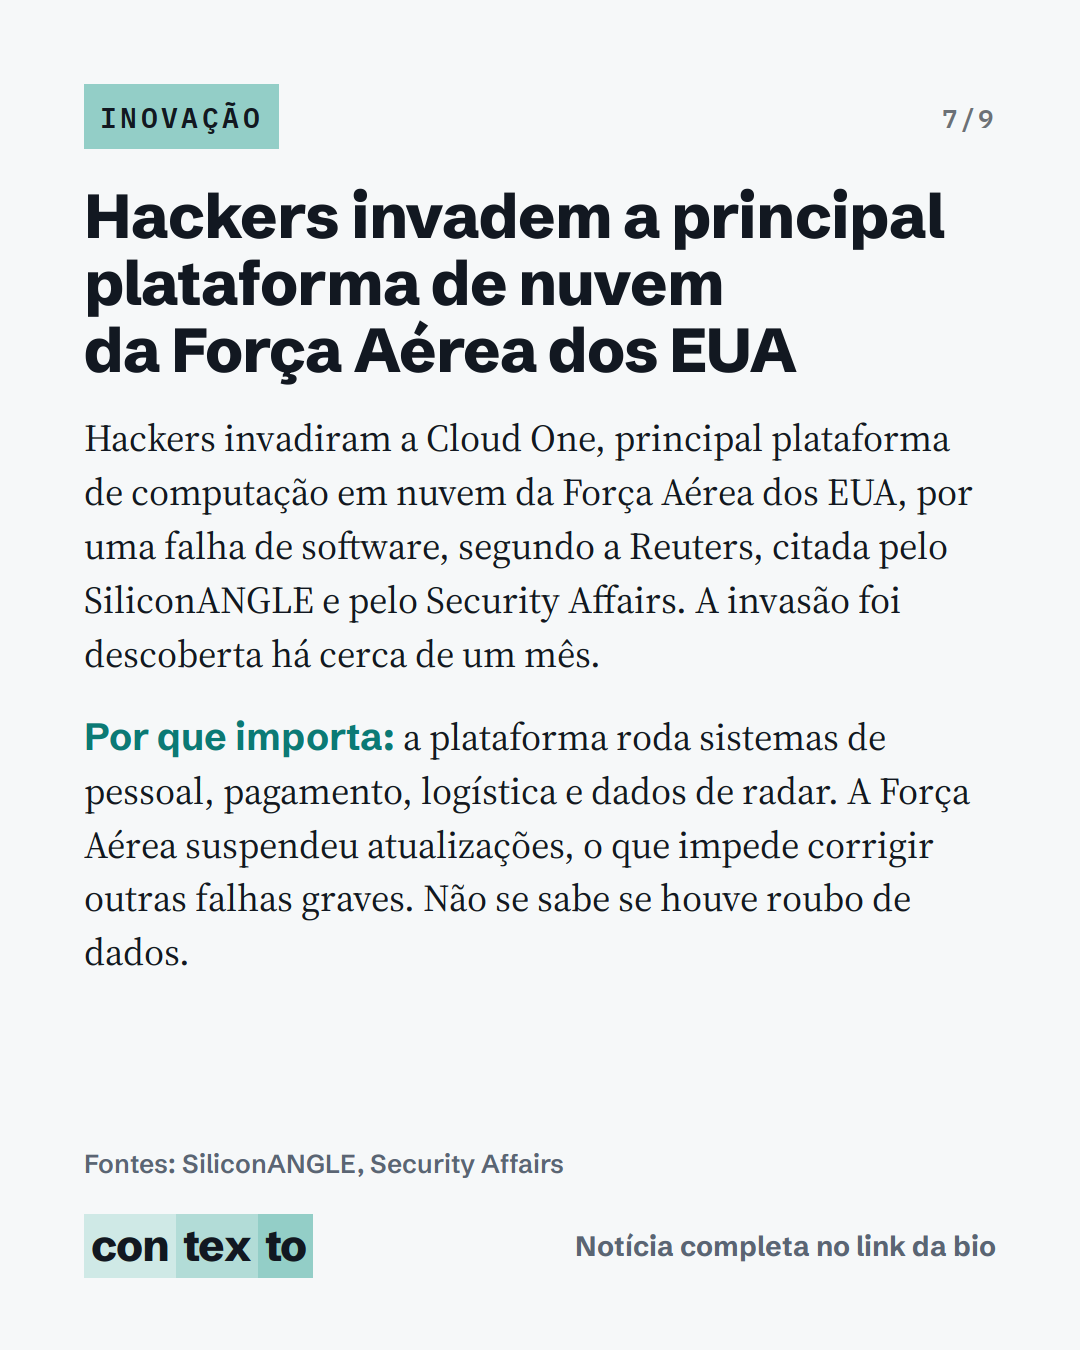 INOVAÇÃO
7/9
Hackers invadem a principal
plataforma de nuvem
da Força Aérea dos EUA
Hackers invadiram a Cloud One, principal plataforma
de computação em nuvem da Força Aérea dos EUA, por
uma falha de software, segundo a Reuters, citada pelo
SiliconANGLE e pelo Security Affairs. A invasão foi
descoberta há cerca de um mês.
Por que importa: a plataforma roda sistemas de
pessoal, pagamento, logística e dados de radar. A Força
Aérea suspendeu atualizações, o que impede corrigir
outras falhas graves. Não se sabe se houve roubo de
dados.
Fontes: SiliconANGLE, Security Affairs
contexto
Notícia completa no link da bio